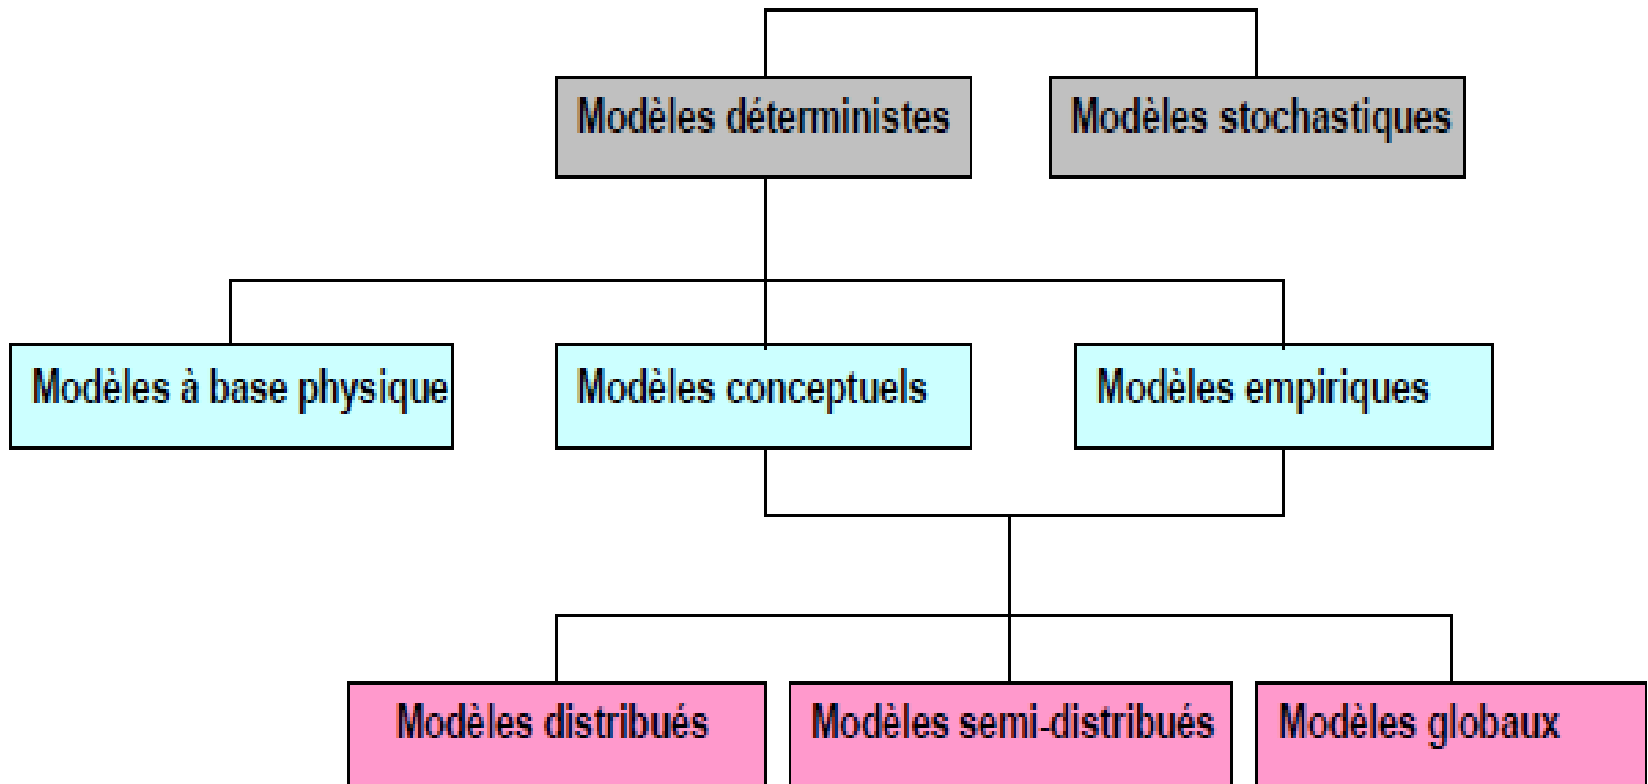 Modèles déterministes
Modèles stochastiques
Modèles à base physique
Modèles conceptuels
Modèles empiriques
Modèles distribués
Modèles semi-distribués
Modèles globaux